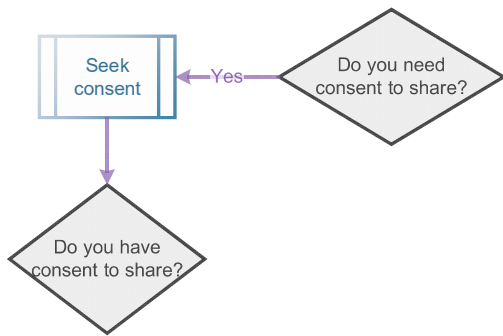 Seek
consent
Yes
Do you need
consent to share?
Do you have
consent to share?